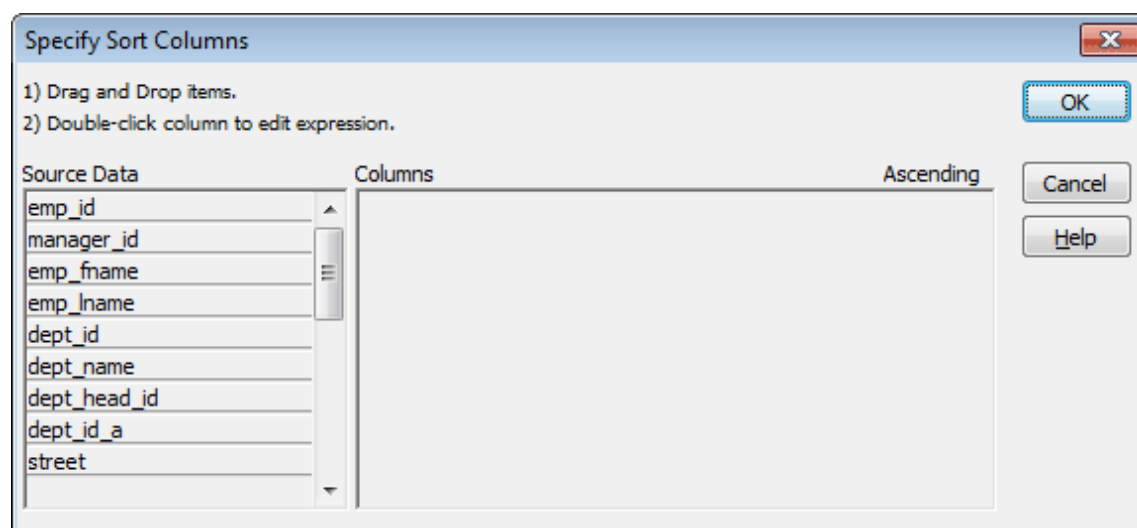 Specify Sort Columns
1) Drag and Drop items.
2) Double-click column to edit expression.
OK
Source Data Columns Ascending
Cancel
Help
emp_id
manager_id
emp_fname
emp_lname
dept_id
dept_name
dept_head_id
dept_id_a
street